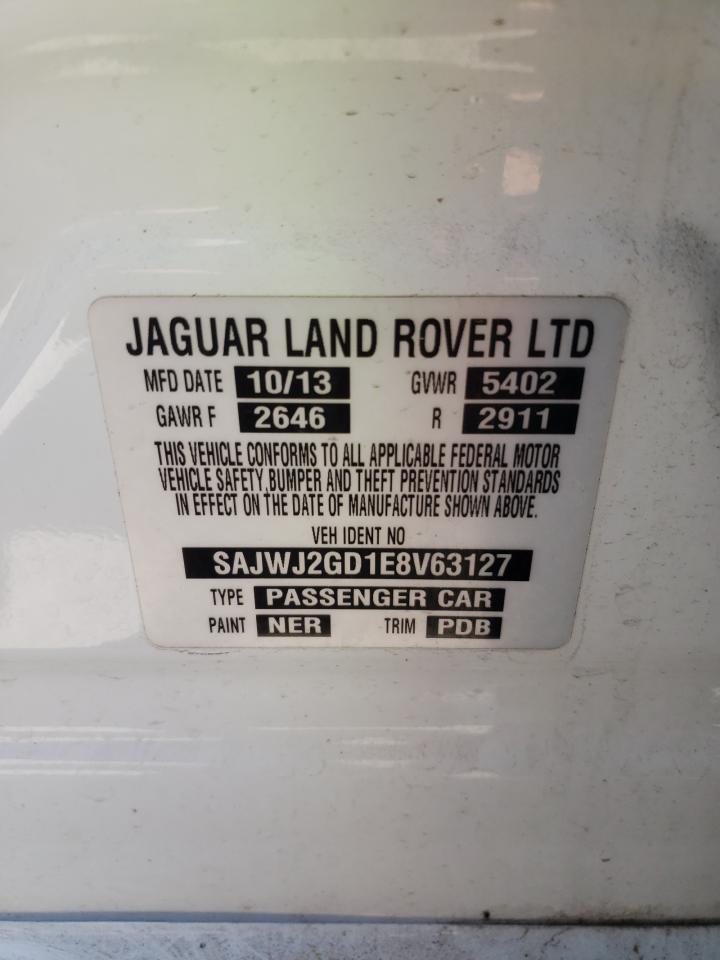 JAGUAR LAND ROVER LTD
MFD DATE 10/13 GVWR 5402
GAWR F 2646 R 2911
THIS VEHICLE CONFORMS TO ALL APPLICABLE FEDERAL MOTOR
VEHICLE SAFETY, BUMPER AND THEFT PREVENTION STANDARDS
IN EFFECT ON THE DATE OF MANUFACTURE SHOWN ABOVE.
VEH IDENT NO
SAJWJ2GD1E8V63127
TYPE PASSENGER CAR
PAINT NER TRIM PDB